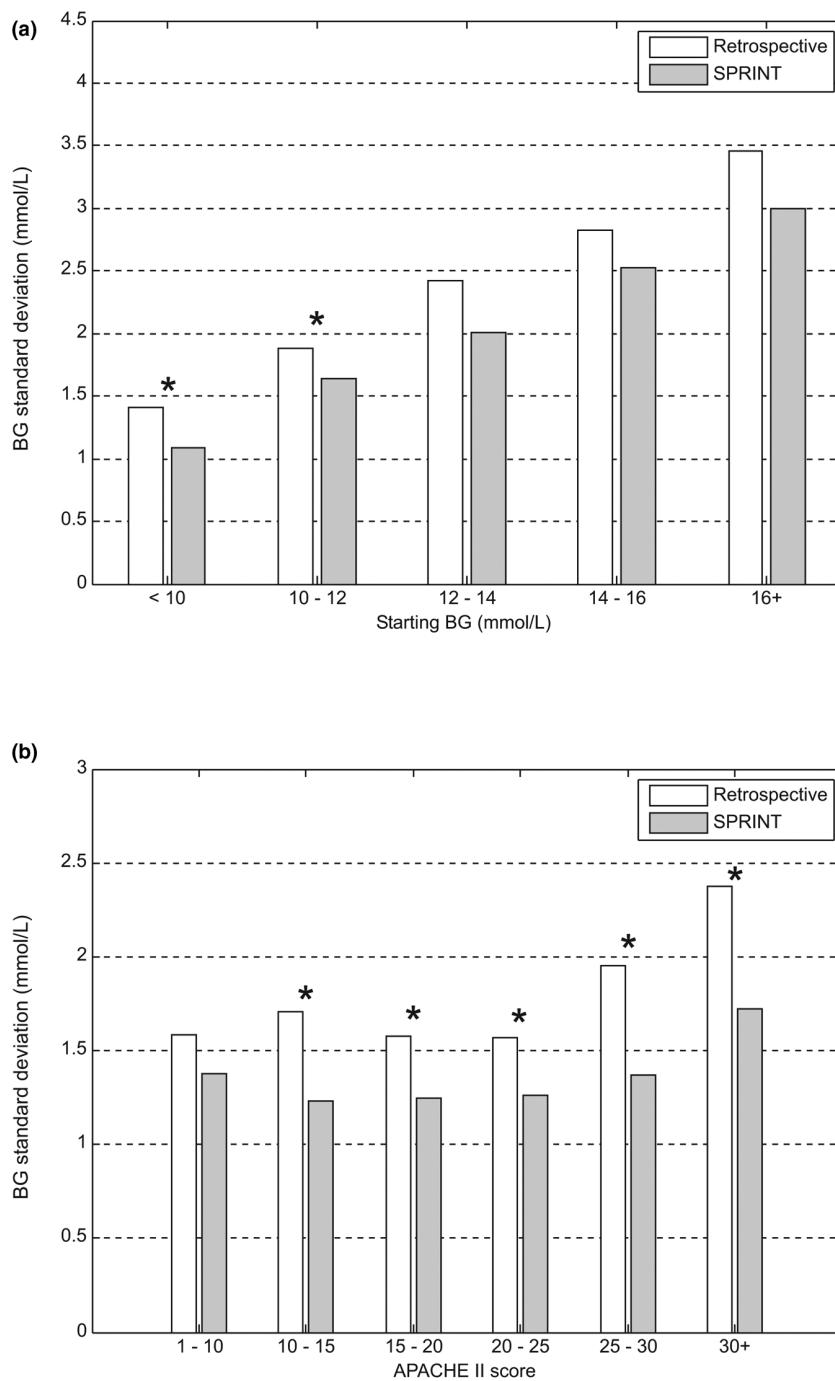 (a)
4.5
4
3.5
3
2.5
2
1.5
1
0.5
0
BG standard deviation (mmol/L)
Retrospective
SPRINT
*
*
< 10
10 - 12
12 - 14
14 - 16
16+
Starting BG (mmol/L)
(b)
3
2.5
2
1.5
1
0.5
0
BG standard deviation (mmol/L)
Retrospective
SPRINT
*
*
*
*
*
1 - 10
10 - 15
15 - 20
20 - 25
25 - 30
30+
APACHE II score